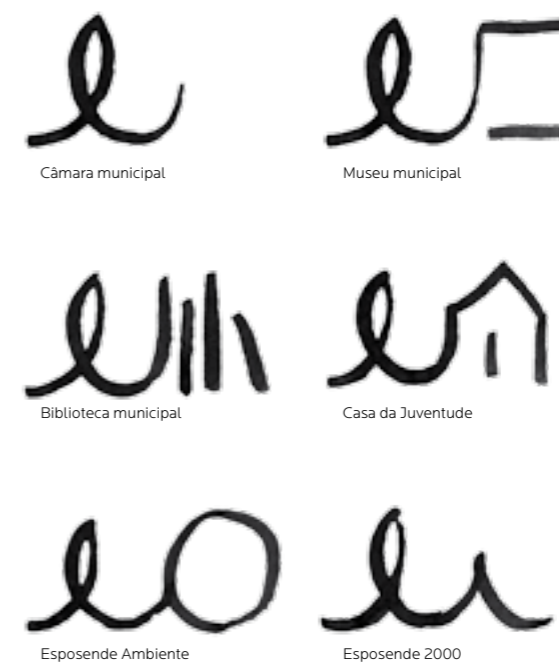 e
e
Câmara municipal
Museu municipal
e
e
Biblioteca municipal
Casa da Juventude
e
e
Esposende Ambiente
Esposende 2000